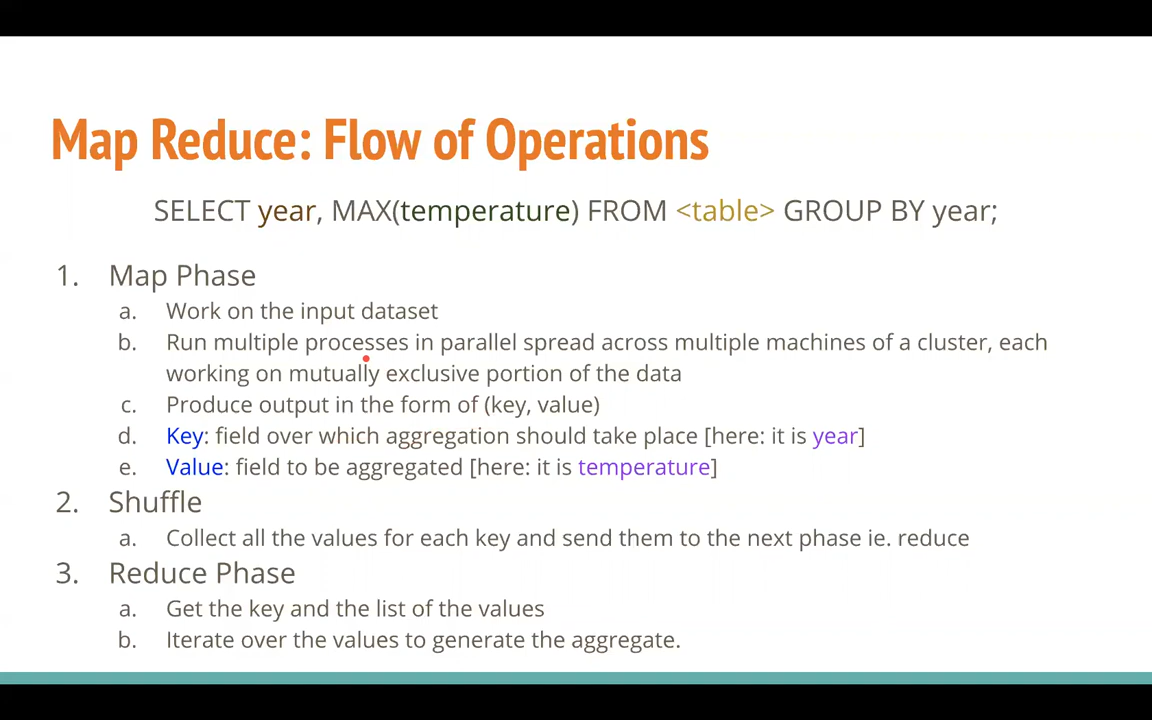 Map Reduce: Flow of Operations
SELECT year, MAX(temperature) FROM <table> GROUP BY year;
1. Map Phase
a. Work on the input dataset
b. Run multiple processes in parallel spread across multiple machines of a cluster, each
working on mutually exclusive portion of the data
c. Produce output in the form of (key, value)
d. Key: field over which aggregation should take place [here: it is year]
e. Value: field to be aggregated [here: it is temperature]
2. Shuffle
a. Collect all the values for each key and send them to the next phase ie. reduce
3. Reduce Phase
a. Get the key and the list of the values
b. Iterate over the values to generate the aggregate.